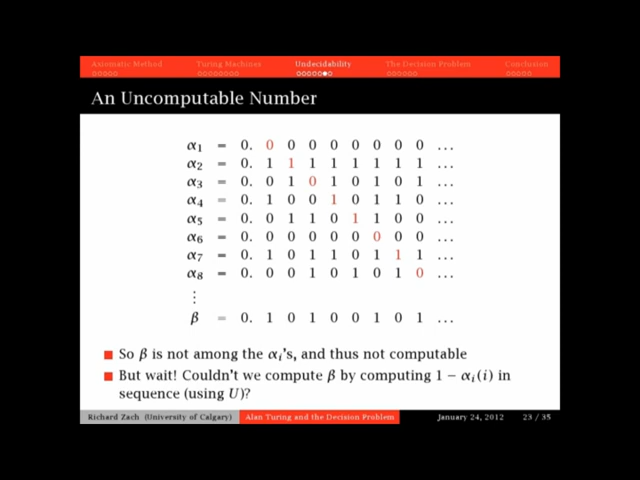 Axiomatic Method Turing Machines Undecidability The Decision Problem Conclusion
An Uncomputable Number
α1 = 0. 0 0 0 0 0 0 0 0 ...
α2 = 0. 1 1 1 1 1 1 1 1 ...
α3 = 0. 0 1 0 1 0 1 0 1 ...
α4 = 0. 1 0 0 1 0 1 1 0 ...
α5 = 0. 0 1 1 0 1 1 0 0 ...
α6 = 0. 0 0 0 0 0 0 0 0 ...
α7 = 0. 1 0 1 1 0 1 1 1 ...
α8 = 0. 0 0 1 0 1 0 1 0 ...
⋮
β = 0. 1 0 1 0 0 1 0 1 ...
So β is not among the αi's, and thus not computable
But wait! Couldn't we compute β by computing 1 − αi(i) in
sequence (using U)?
Richard Zach (University of Calgary) Alan Turing and the Decision Problem January 24, 2012 23 / 35